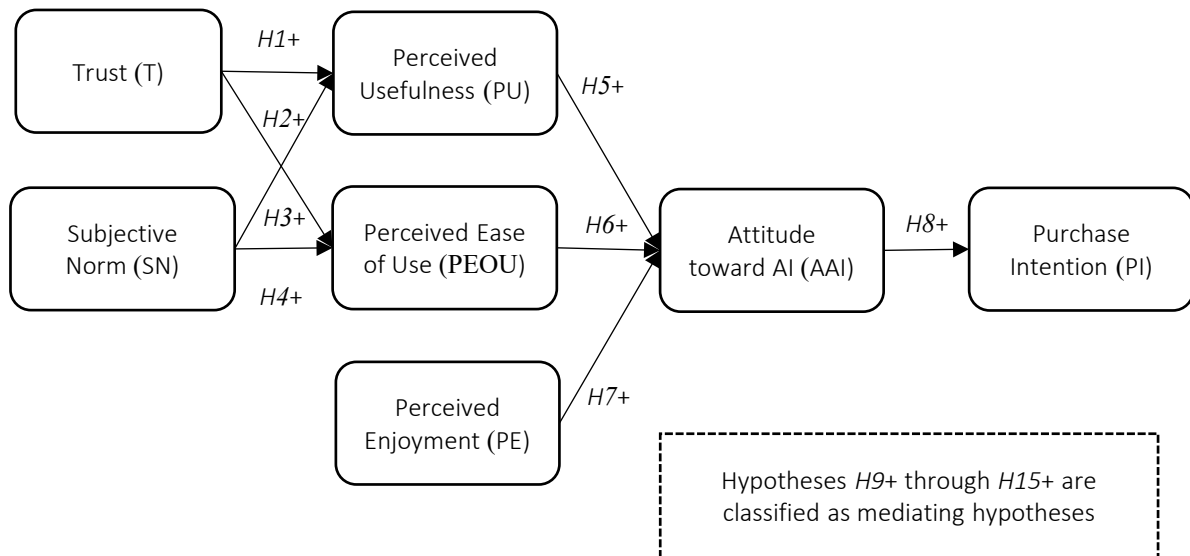 Trust (T)
H1+
Perceived
Usefulness (PU)
H5+
H2+
Subjective
Norm (SN)
H3+
H4+
Perceived Ease
of Use (PEOU)
H6+
Attitude
toward AI (AAI)
H8+
Purchase
Intention (PI)
Perceived
Enjoyment (PE)
H7+
Hypotheses H9+ through H15+ are
classified as mediating hypotheses